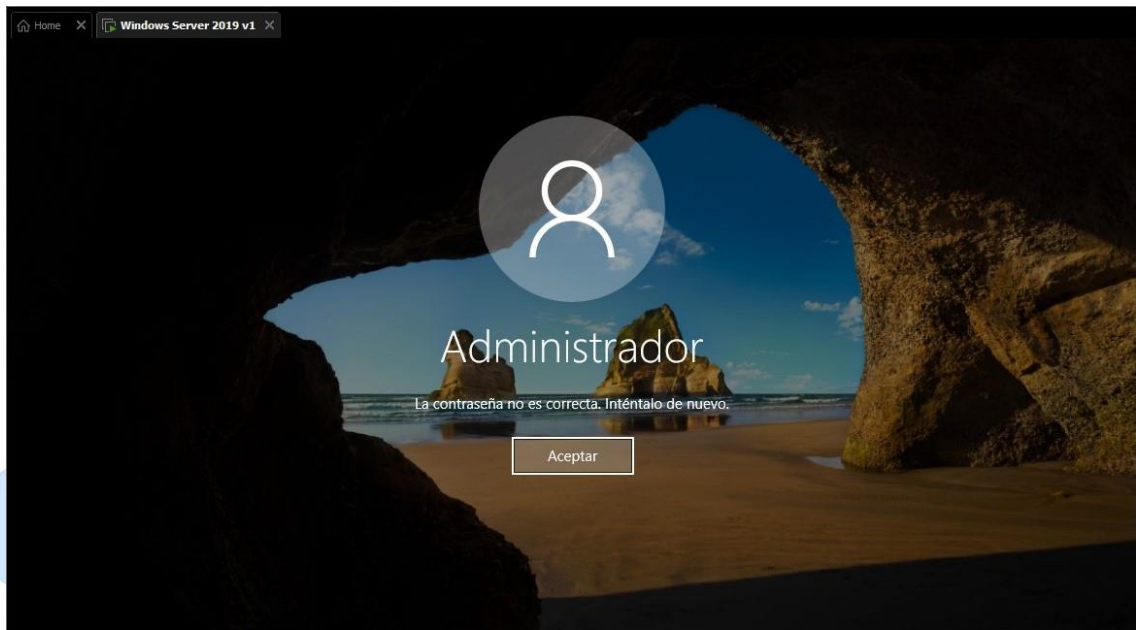 Home
Windows Server 2019 v1
Administrador
La contraseña no es correcta. Inténtalo de nuevo.
Aceptar